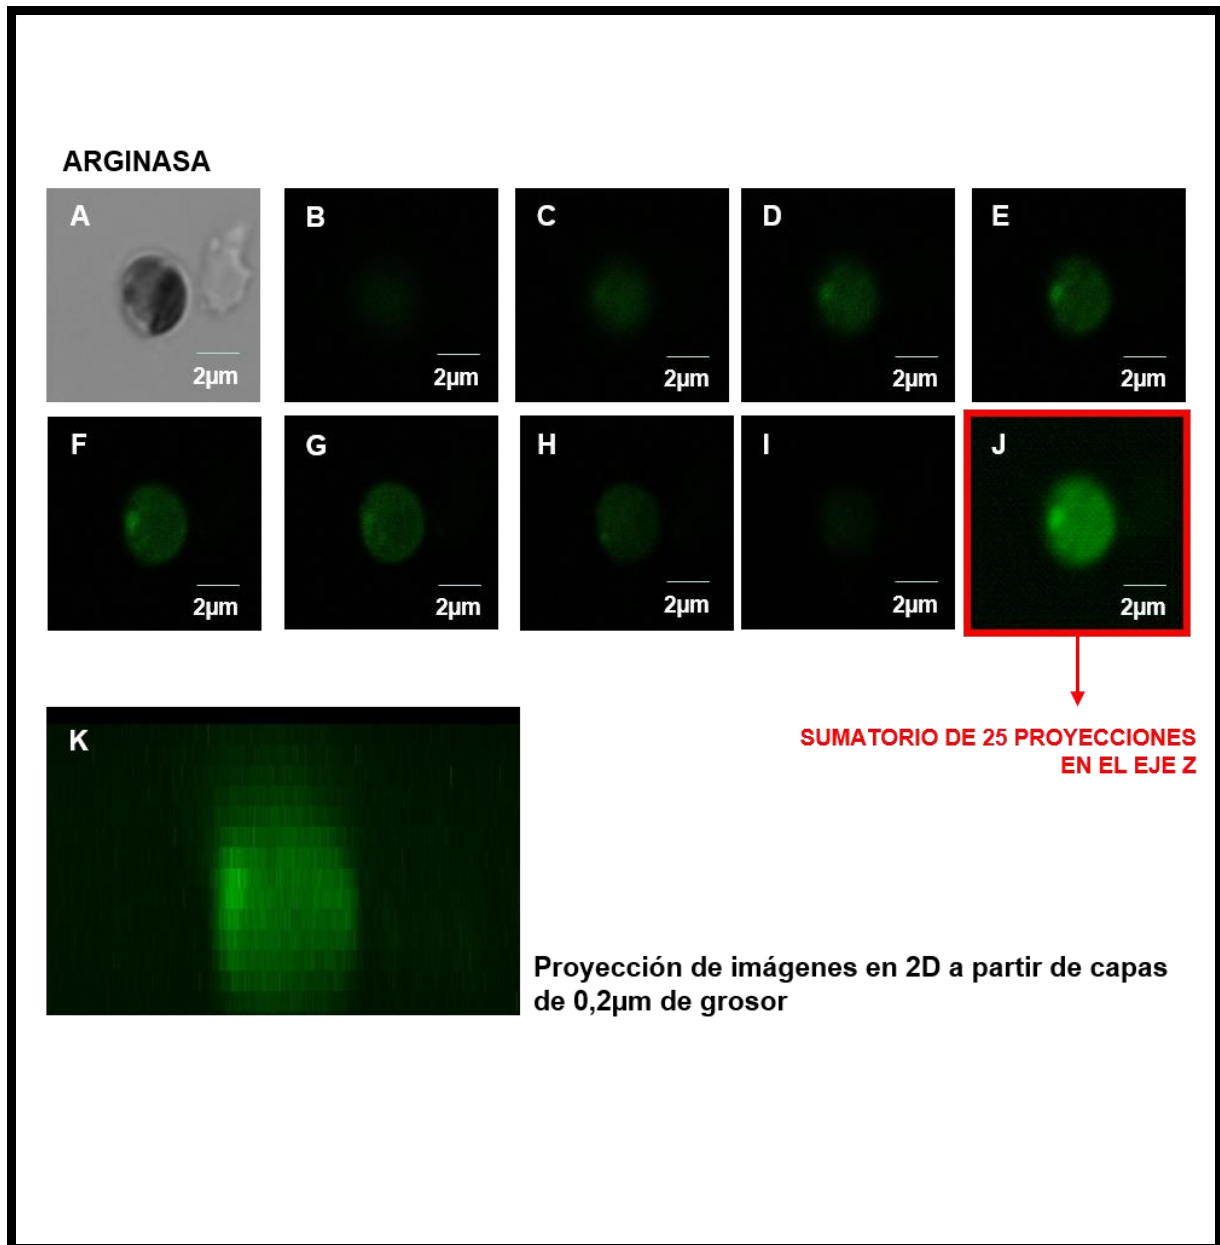 ARGINASA
A
B
C
D
E
2µm
2µm
2µm
2µm
2µm
F
G
H
I
J
2µm
2µm
2µm
2µm
2µm
SUMATORIO DE 25 PROYECCIONES
EN EL EJE Z
K
Proyección de imágenes en 2D a partir de capas
de 0,2µm de grosor